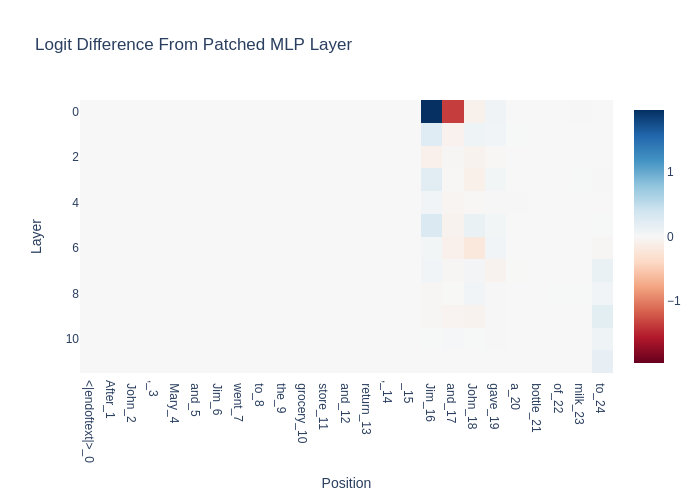 Logit Difference From Patched MLP Layer
0
2
4
6
8
10
Layer
<|endoftext|>_0
After_1
John_2
,_3
Mary_4
and_5
Jim_6
went_7
to_8
the_9
grocery_10
store_11
and_12
return_13
,_14
_15
Jim_16
and_17
John_18
gave_19
a_20
bottle_21
of_22
milk_23
to_24
Position
1
0
−1